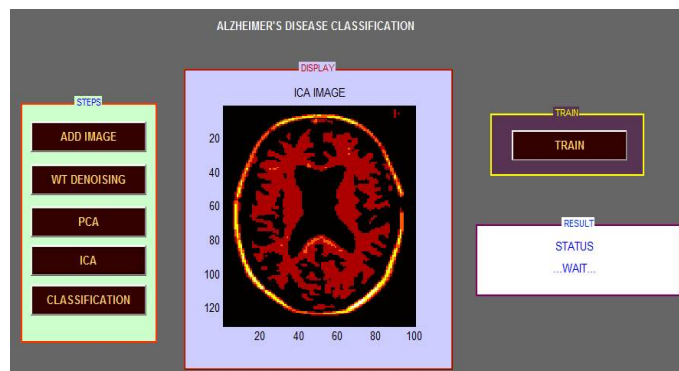 ALZHEIMER'S DISEASE CLASSIFICATION
STEPS
ADD IMAGE
WT DENOISING
PCA
ICA
CLASSIFICATION
DISPLAY
ICA IMAGE
20
40
60
80
100
120
20 40 60 80 100
TRAIN
TRAIN
RESULT
STATUS
...WAIT...